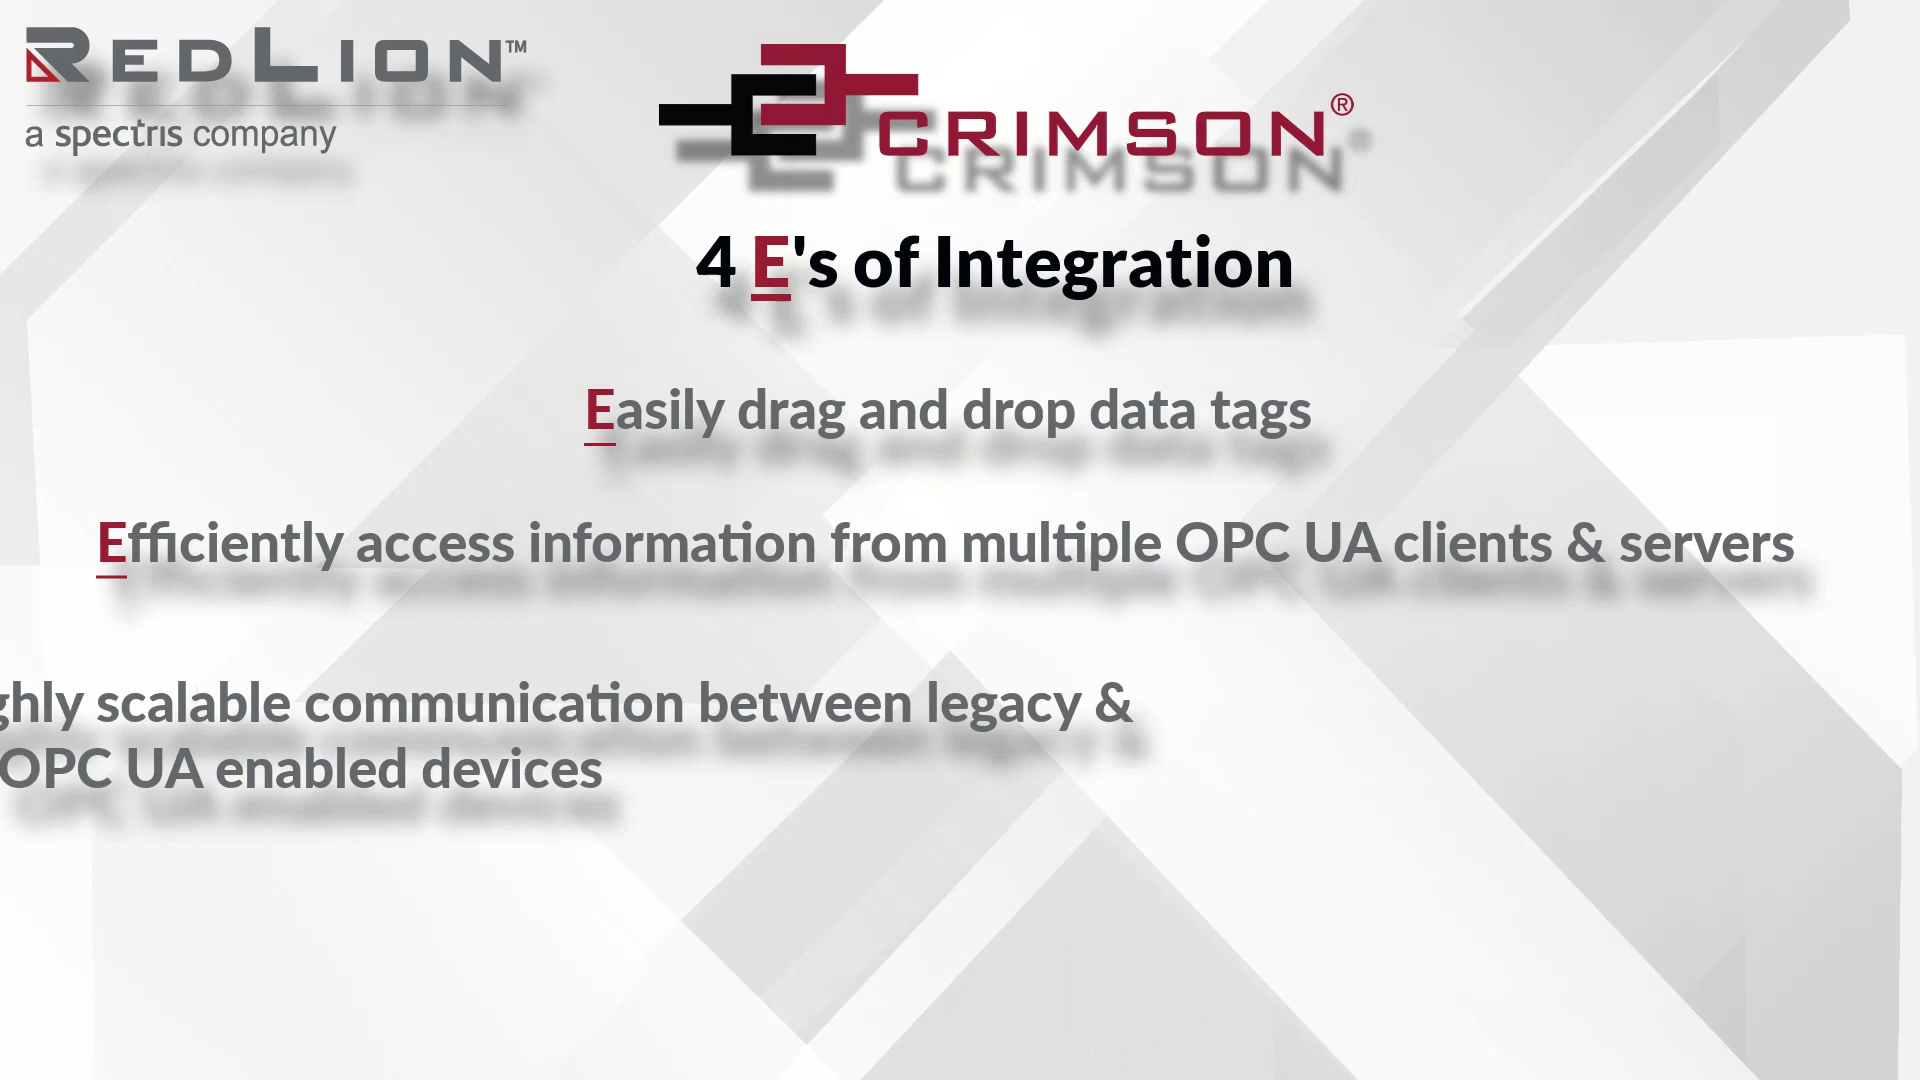 REDLION™
a spectris company
CRIMSON®
4 E's of Integration
Easily drag and drop data tags
Efficiently access information from multiple OPC UA clients & servers
scalable communication between legacy &
OPC UA enabled devices